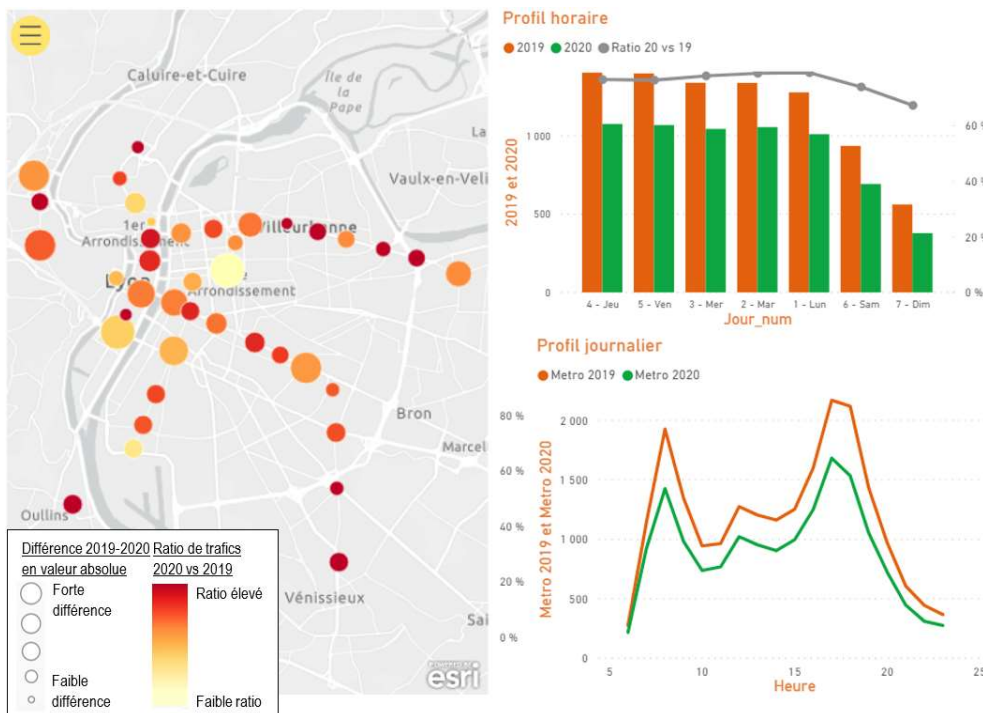 Caluire-et-Cuire
Île de
la
Pape
La
Vaulx-en-Veli
1er
Arrondissement
Villeurbanne
Lyon
Arrondissement
Bron
Marcel
Oullins
Vénissieux
Sai
POWERED BY
esri
Différence 2019-2020
en valeur absolue
Forte
différence
Faible
différence
Ratio de trafics
2020 vs 2019
Ratio élevé
Faible ratio
Profil horaire
2019 2020 Ratio 20 vs 19
2019 et 2020
1 000
500
0
60 %
40 %
20 %
0 %
4 - Jeu 5 - Ven 3 - Mer 2 - Mar 1 - Lun 6 - Sam 7 - Dim
Jour_num
Profil journalier
Metro 2019 Metro 2020
80 %
60 %
40 %
20 %
0 %
Metro 2019 et Metro 2020
2 000
1 500
1 000
500
0
5 10 15 20 25
Heure